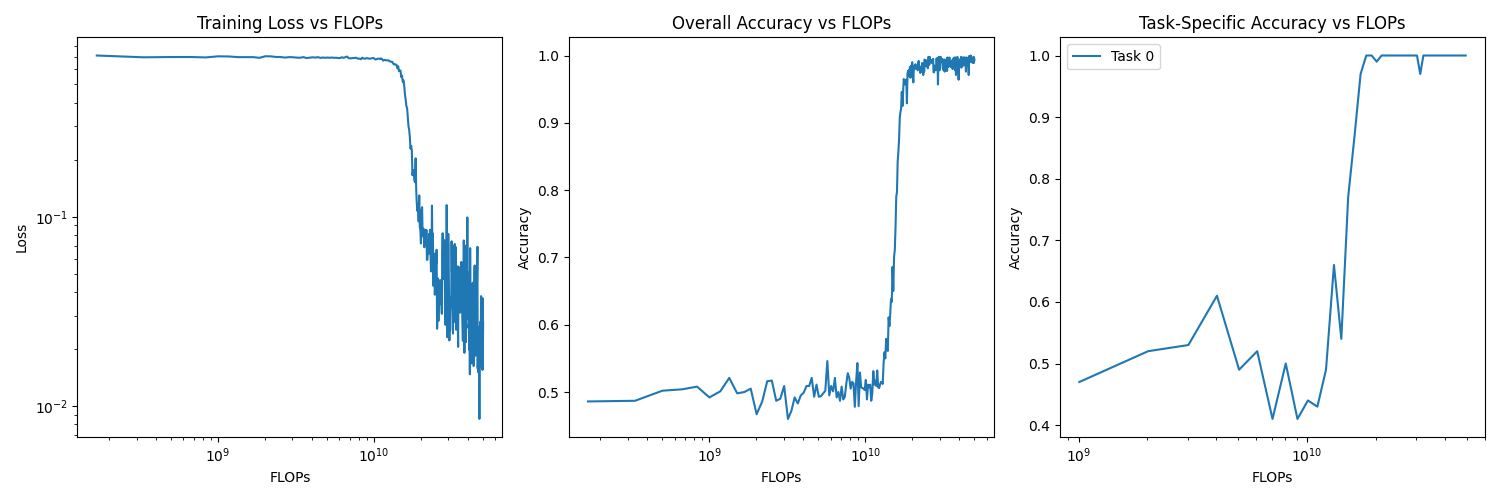 Training Loss vs FLOPs
Loss
10⁻¹
10⁻²
10⁹
10¹⁰
FLOPs
Overall Accuracy vs FLOPs
Accuracy
1.0
0.9
0.8
0.7
0.6
0.5
10⁹
10¹⁰
FLOPs
Task-Specific Accuracy vs FLOPs
Task 0
Accuracy
1.0
0.9
0.8
0.7
0.6
0.5
0.4
10⁹
10¹⁰
FLOPs